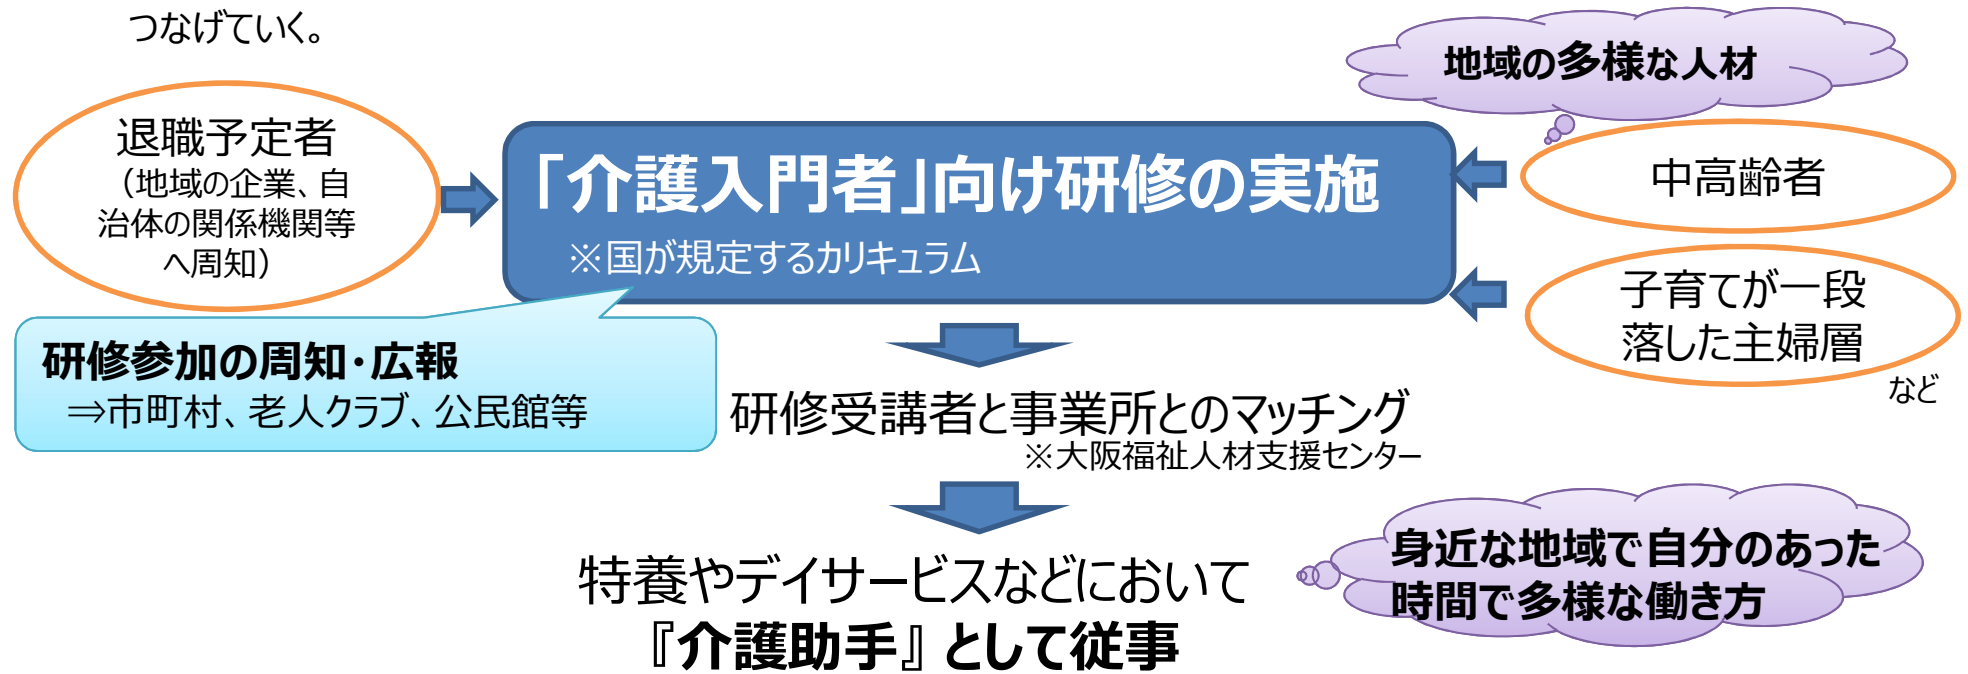 つなげていく。
地域の多様な人材
退職予定者
（地域の企業、自
治体の関係機関等
へ周知）
「介護入門者」向け研修の実施
※国が規定するカリキュラム
中高齢者
子育てが一段
落した主婦層
など
研修参加の周知・広報
⇒市町村、老人クラブ、公民館等
研修受講者と事業所とのマッチング
※大阪福祉人材支援センター
特養やデイサービスなどにおいて
『介護助手』として従事
身近な地域で自分のあった
時間で多様な働き方